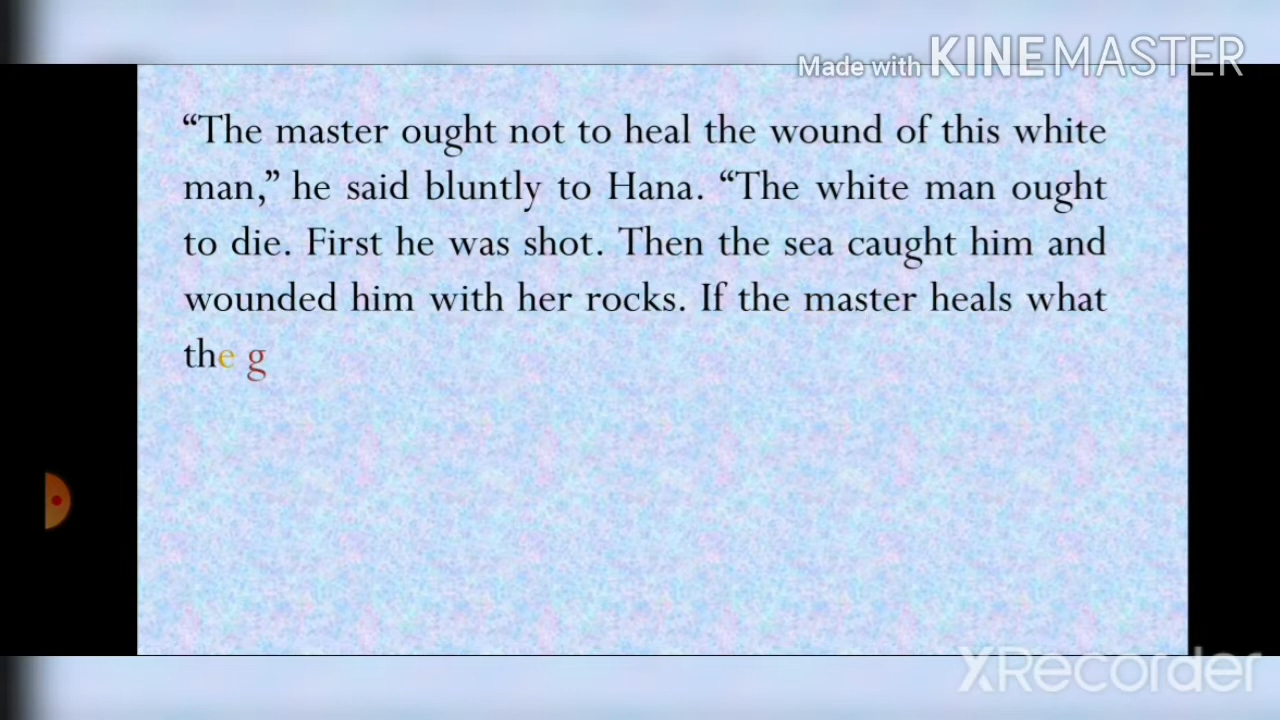 Made with KINEMASTER
“The master ought not to heal the wound of this white
man,” he said bluntly to Hana. “The white man ought
to die. First he was shot. Then the sea caught him and
wounded him with her rocks. If the master heals what
the g
XRecorder